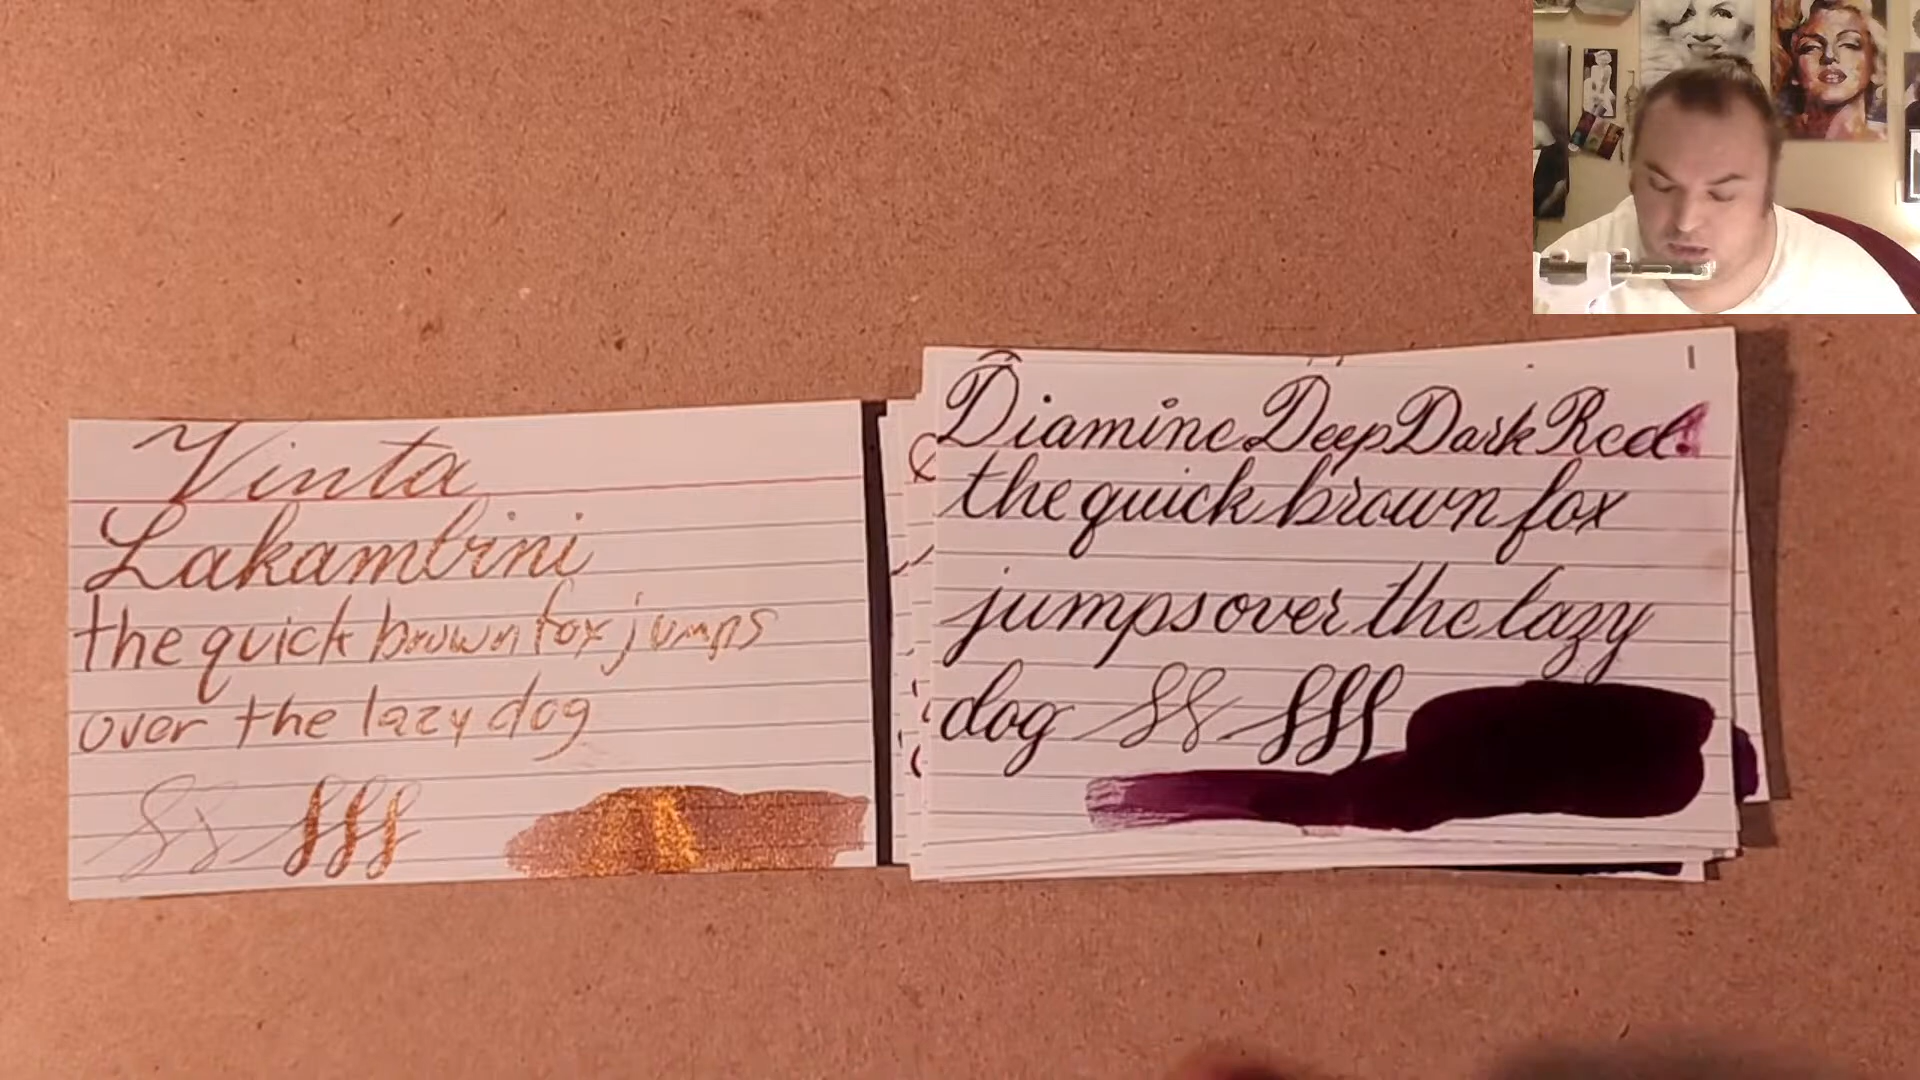 Vinta
Lakambini
the quick brown fox jumps
over the lazy dog
Diamine Deep Dark Red!
the quick brown fox
jumps over the lazy
dog